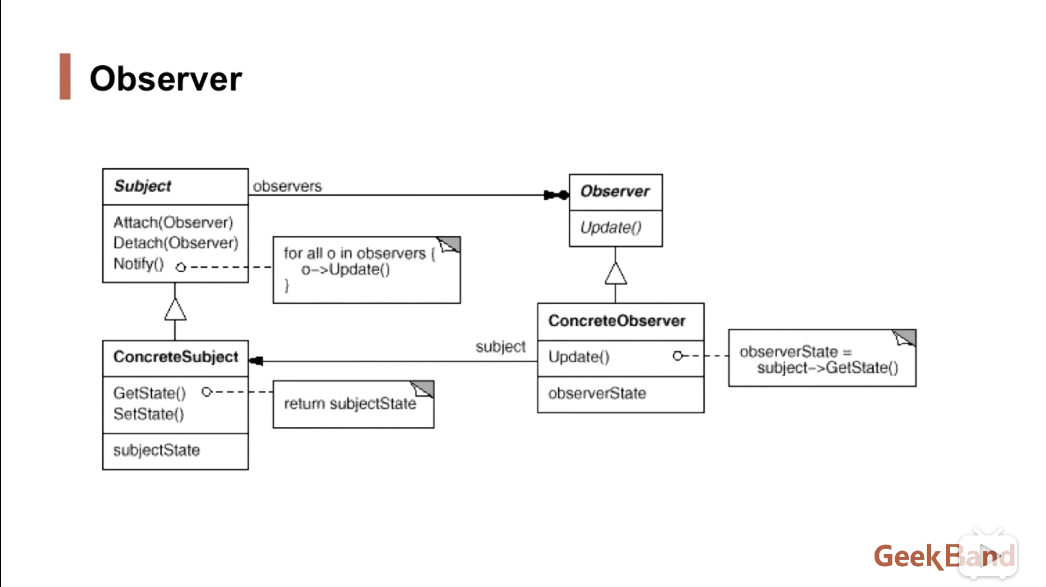 Observer
Subject
Attach(Observer)
Detach(Observer)
Notify()
observers
Observer
Update()
for all o in observers {
o->Update()
}
ConcreteSubject
GetState()
SetState()
subjectState
return subjectState
subject
ConcreteObserver
Update()
observerState
observerState =
subject->GetState()
GeekBand